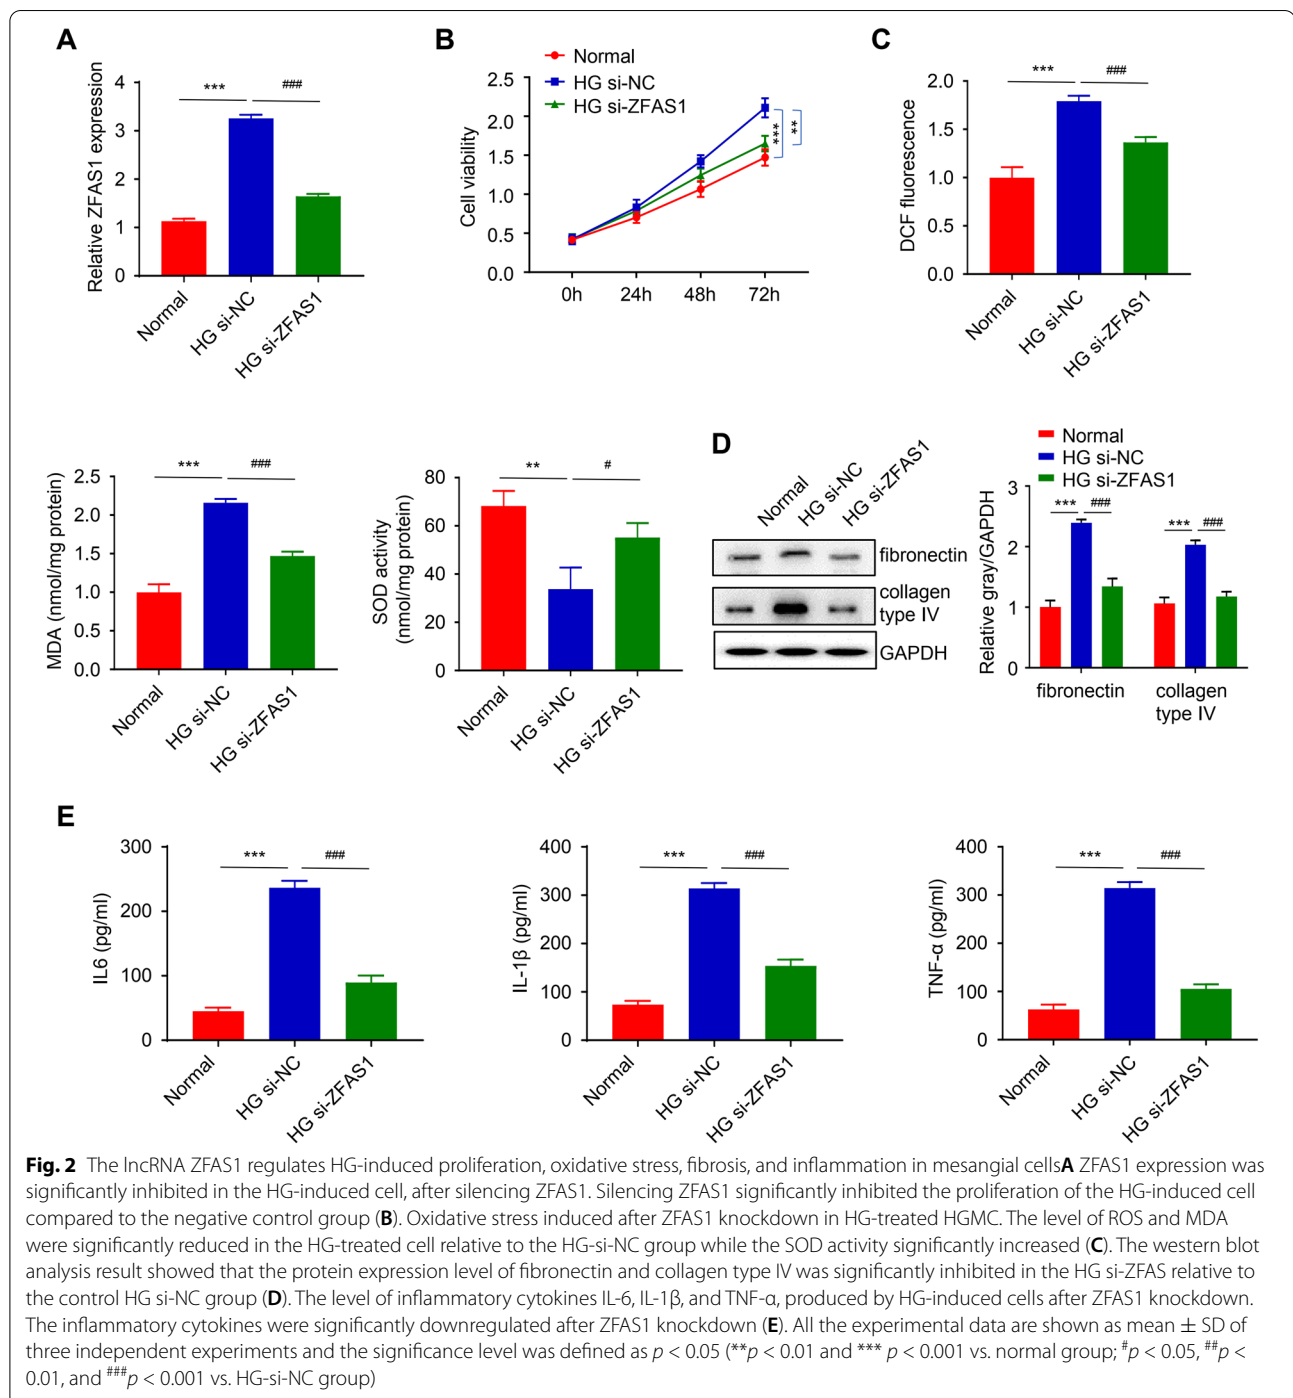 A
Relative ZFAS1 expression
4
3
2
1
0
***
###
Normal
HG si-NC
HG si-ZFAS1
B
Normal
HG si-NC
HG si-ZFAS1
Cell viability
2.5
2.0
1.5
1.0
0.5
0.0
0h
24h
48h
72h
***
**
C
DCF fluorescence
2.0
1.5
1.0
0.5
0.0
***
###
Normal
HG si-NC
HG si-ZFAS1
MDA (nmol/mg protein)
2.5
2.0
1.5
1.0
0.5
0.0
***
###
Normal
HG si-NC
HG si-ZFAS1
SOD activity
(nmol/mg protein)
80
60
40
20
0
**
#
Normal
HG si-NC
HG si-ZFAS1
D
Normal
HG si-NC
HG si-ZFAS1
fibronectin
collagen
type IV
GAPDH
Normal
HG si-NC
HG si-ZFAS1
Relative gray/GAPDH
3
2
1
0
***
###
***
###
fibronectin
collagen
type IV
E
IL6 (pg/ml)
300
200
100
0
***
###
Normal
HG si-NC
HG si-ZFAS1
IL-1β (pg/ml)
400
300
200
100
0
***
###
Normal
HG si-NC
HG si-ZFAS1
TNF-α (pg/ml)
400
300
200
100
0
***
###
Normal
HG si-NC
HG si-ZFAS1
Fig. 2 The lncRNA ZFAS1 regulates HG-induced proliferation, oxidative stress, fibrosis, and inflammation in mesangial cellsA ZFAS1 expression was
significantly inhibited in the HG-induced cell, after silencing ZFAS1. Silencing ZFAS1 significantly inhibited the proliferation of the HG-induced cell
compared to the negative control group (B). Oxidative stress induced after ZFAS1 knockdown in HG-treated HGMC. The level of ROS and MDA
were significantly reduced in the HG-treated cell relative to the HG-si-NC group while the SOD activity significantly increased (C). The western blot
analysis result showed that the protein expression level of fibronectin and collagen type IV was significantly inhibited in the HG si-ZFAS relative to
the control HG si-NC group (D). The level of inflammatory cytokines IL-6, IL-1β, and TNF-α, produced by HG-induced cells after ZFAS1 knockdown.
The inflammatory cytokines were significantly downregulated after ZFAS1 knockdown (E). All the experimental data are shown as mean ± SD of
three independent experiments and the significance level was defined as p < 0.05 (**p < 0.01 and *** p < 0.001 vs. normal group; #p < 0.05, ##p <
0.01, and ###p < 0.001 vs. HG-si-NC group)